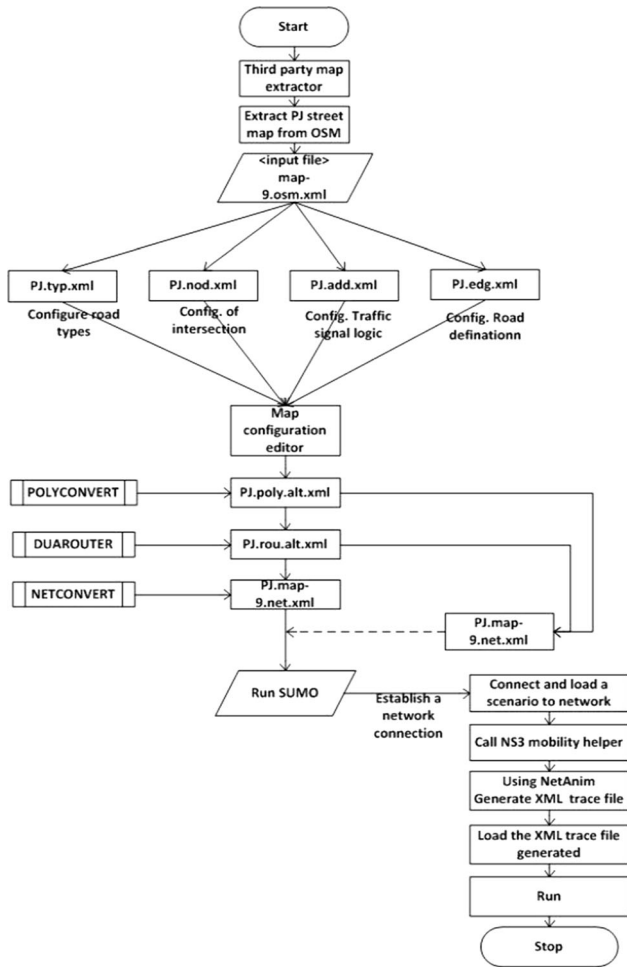 Start
Third party map
extractor
Extract PJ street
map from OSM
<input file>
map-
9.osm.xml
PJ.typ.xml
PJ.nod.xml
PJ.add.xml
PJ.edg.xml
Configure road
types
Config. of
intersection
Config. Traffic
signal logic
Config. Road
definationn
Map
configuration
editor
POLYCONVERT
PJ.poly.alt.xml
DUAROUTER
PJ.rou.alt.xml
NETCONVERT
PJ.map-
9.net.xml
PJ.map-
9.net.xml
Run SUMO
Establish a
network
connection
Connect and load a
scenario to network
Call NS3 mobility helper
Using NetAnim
Generate XML trace file
Load the XML trace file
generated
Run
Stop